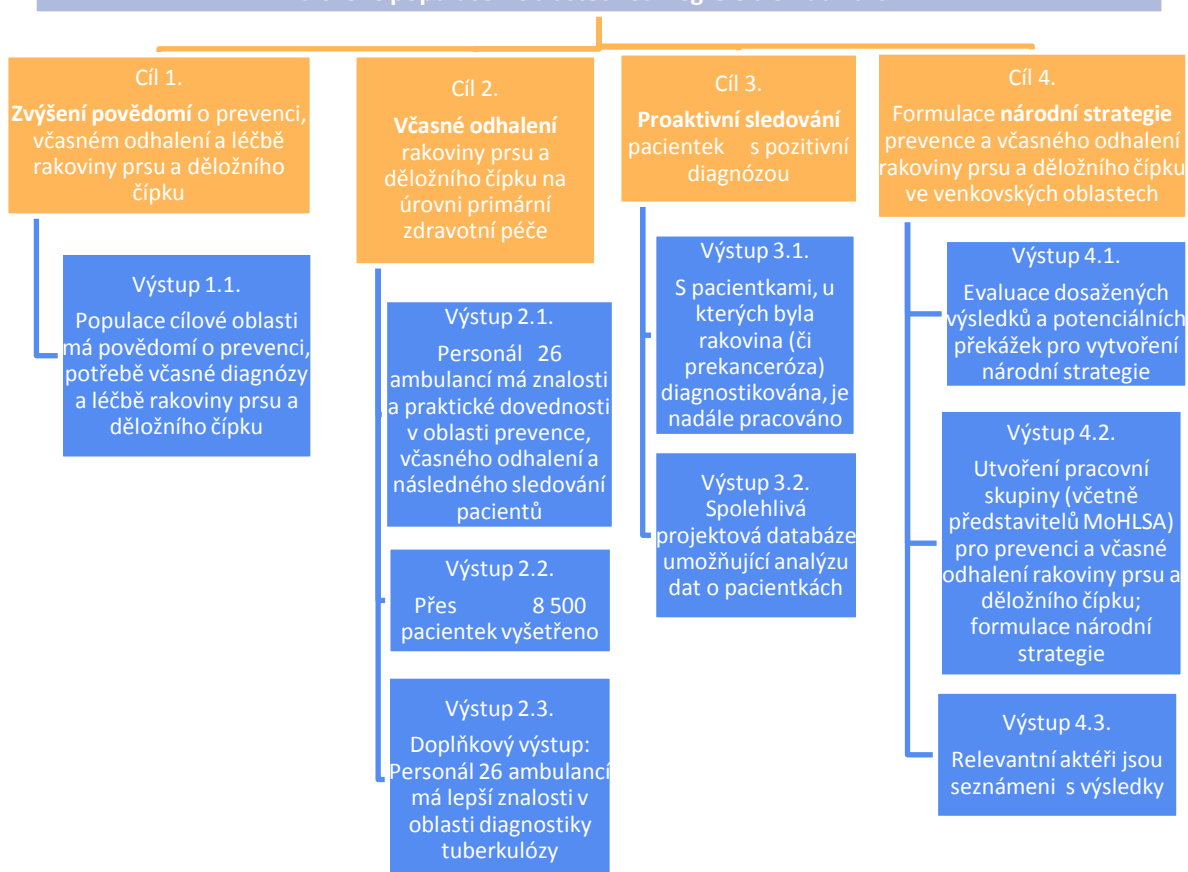 Cíl 1.
Zvýšení povědomí o prevenci,
včasném odhalení a léčbě
rakoviny prsu a děložního
čípku
Výstup 1.1.
Populace cílové oblasti
má povědomí o prevenci,
potřebě včasné diagnózy
a léčbě rakoviny prsu a
děložního čípku
Cíl 2.
Včasné odhalení
rakoviny prsu a
děložního čípku na
úrovni primární
zdravotní péče
Výstup 2.1.
Personál 26
ambulancí má znalosti
a praktické dovednosti
v oblasti prevence,
včasného odhalení a
následného sledování
pacientů
Výstup 2.2.
Přes 8 500
pacientek vyšetřeno
Výstup 2.3.
Doplňkový výstup:
Personál 26 ambulancí
má lepší znalosti v
oblasti diagnostiky
tuberkulózy
Cíl 3.
Proaktivní sledování
pacientek s pozitivní
diagnózou
Výstup 3.1.
S pacientkami, u
kterých byla
rakovina (či
prekanceróza)
diagnostikována, je
nadále pracováno
Výstup 3.2.
Spolehlivá
projektová databáze
umožňující analýzu
dat o pacientkách
Cíl 4.
Formulace národní strategie
prevence a včasného odhalení
rakoviny prsu a děložního čípku
ve venkovských oblastech
Výstup 4.1.
Evaluace dosažených
výsledků a potenciálních
překážek pro vytvoření
národní strategie
Výstup 4.2.
Utvoření pracovní
skupiny (včetně
představitelů MoHLSA)
pro prevenci a včasné
odhalení rakoviny prsu a
děložního čípku;
formulace národní
strategie
Výstup 4.3.
Relevantní aktéři jsou
seznámeni s výsledky